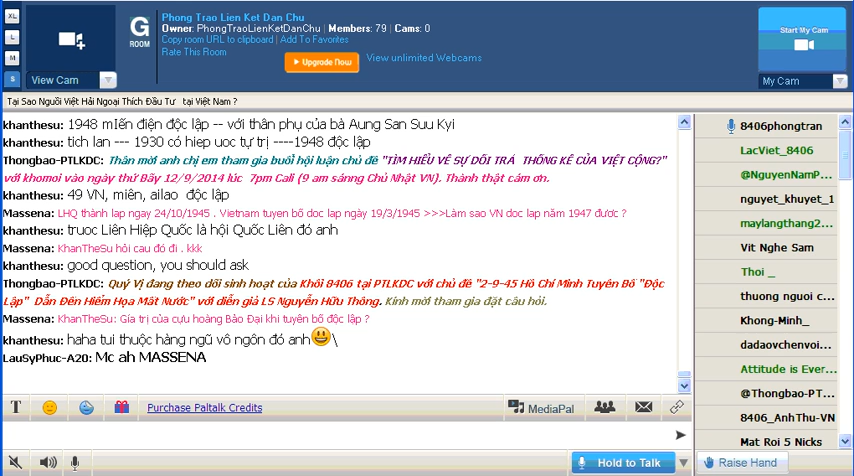 XL
L
M
S
View Cam
G
ROOM
Phong Trao Lien Ket Dan Chu
Owner: PhongTraoLienKetDanChu | Members: 79 | Cams: 0
Copy room URL to clipboard | Add To Favorites
Rate This Room
Upgrade Now
View unlimited Webcams
Start My Cam
My Cam
Tại Sao Người Việt Hải Ngoại Thích Đầu Tư tại Việt Nam ?
khanthesu: 1948 mIến điện độc lập -- với thân phụ của bà Aung San Suu Kyi
khanthesu: tich lan --- 1930 có hiep uoc tự trị ----1948 độc lập
Thongbao-PTLKDC: Thân mời anh chị em tham gia buổi hội luận chủ đề "TÌM HIỂU VỀ SỰ DỐI TRÁ THỐNG KÊ CỦA VIỆT CỘNG?"
với khomoi vào ngày thứ Bảy 12/9/2014 lúc 7pm Cali (9 am sánng Chủ Nhật VN). Thành thật cám ơn.
khanthesu: 49 VN, miên, ailao độc lập
Massena: LHQ thành lap ngay 24/10/1945 . Vietnam tuyen bố doc lap ngày 19/3/1945 >>>Làm sao VN doc lap năm 1947 được ?
khanthesu: truoc Liên Hiệp Quốc là hội Quốc Liên đó anh
Massena: KhanTheSu hỏi cau đó đi . kkk
khanthesu: good question, you should ask
Thongbao-PTLKDC: Quý Vị đang theo dõi sinh hoạt của Khối 8406 tại PTLKDC với chủ đề "2-9-45 Hồ Chí Minh Tuyên Bố "Độc
Lập" Dẫn Đến Hiểm Họa Mất Nước" với diễn giả LS Nguyễn Hữu Thống. Kính mời tham gia đặt câu hỏi.
Massena: KhanTheSu: Gía trị của cựu hoàng Bảo Đại khi tuyên bố độc lập ?
khanthesu: haha tui thuộc hàng ngũ vô ngôn đó anh\
LauSyPhuc-A20: Mc ah MASSENA
8406phongtran
LacViet_8406
@NguyenNamP...
nguyet_khuyet_1
maylangthang2...
Vit Nghe Sam
Thoi _
thuong nguoi c...
Khong-Minh_
dadaovchenvoi...
Attitude is Ever...
@Thongbao-PT...
8406_AnhThu-VN
Mat Roi 5 Nicks
T
Purchase Paltalk Credits
MediaPal
Hold to Talk
Raise Hand